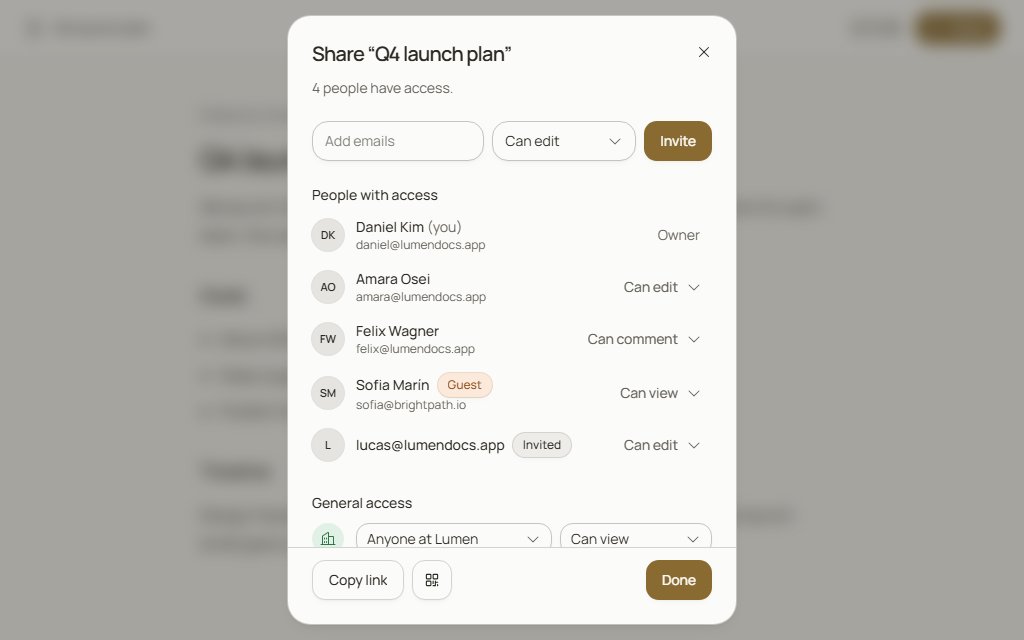 Share “Q4 launch plan”
4 people have access.
Add emails
Can edit
Invite
People with access
DK
Daniel Kim (you)
daniel@lumendocs.app
Owner
AO
Amara Osei
amara@lumendocs.app
Can edit
FW
Felix Wagner
felix@lumendocs.app
Can comment
SM
Sofia Marín
Guest
sofia@brightpath.io
Can view
L
lucas@lumendocs.app
Invited
Can edit
General access
Anyone at Lumen
Can view
Copy link
Done